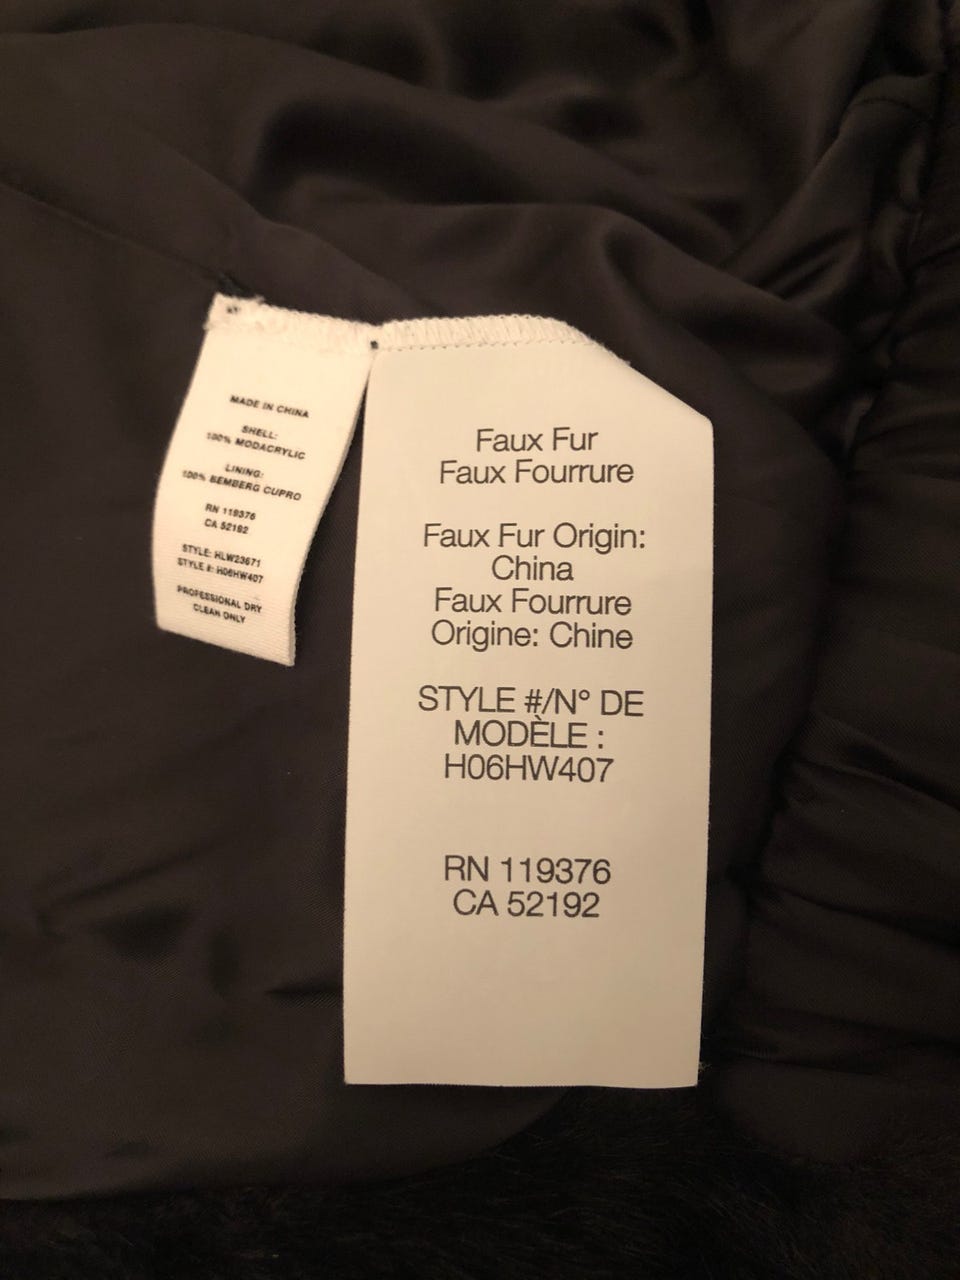 MADE IN CHINA
SHELL:
100% MODACRYLIC
LINING:
100% BEMBERG CUPRO
RN 119376
CA 52192
STYLE: HLW23671
STYLE #: H06HW407
PROFESSIONAL DRY
CLEAN ONLY
Faux Fur
Faux Fourrure
Faux Fur Origin:
China
Faux Fourrure
Origine: Chine
STYLE #/N° DE
MODÈLE :
H06HW407
RN 119376
CA 52192